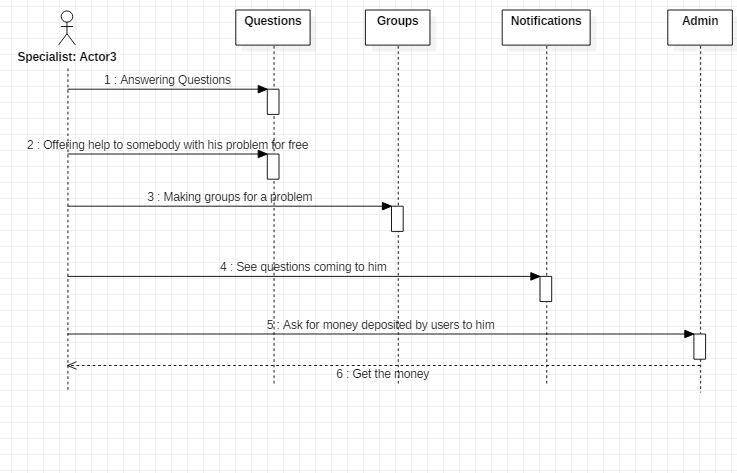 Questions
Groups
Notifications
Admin
Specialist: Actor3
1 : Answering Questions
2 : Offering help to somebody with his problem for free
3 : Making groups for a problem
4 : See questions coming to him
5 : Ask for money deposited by users to him
6 : Get the money